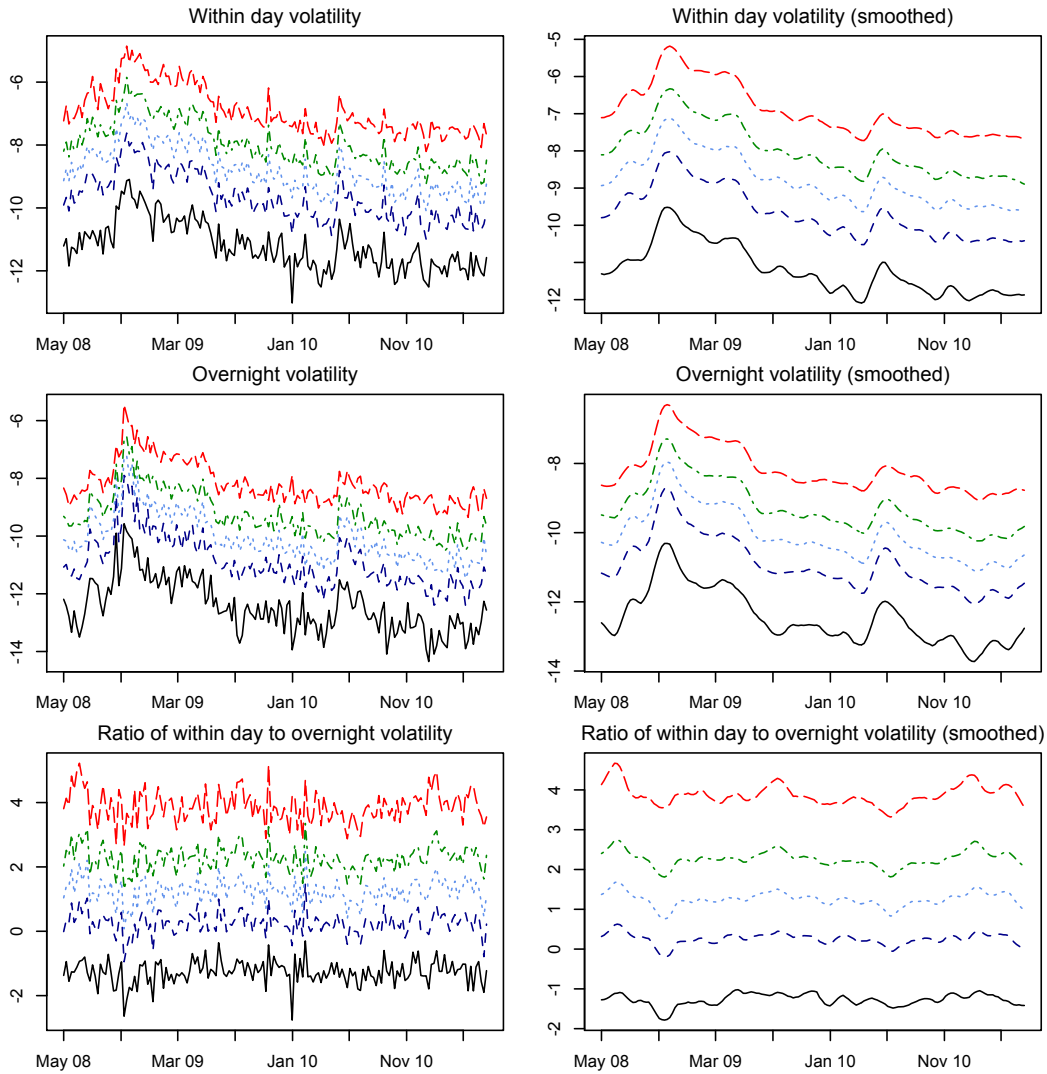 Within day volatility
-6
-8
-10
-12
May 08 Mar 09 Jan 10 Nov 10
Within day volatility (smoothed)
-5
-6
-7
-8
-9
-10
-12
May 08 Mar 09 Jan 10 Nov 10
Overnight volatility
-6
-8
-10
-12
-14
May 08 Mar 09 Jan 10 Nov 10
Overnight volatility (smoothed)
-8
-10
-12
-14
May 08 Mar 09 Jan 10 Nov 10
Ratio of within day to overnight volatility
4
2
0
-2
May 08 Mar 09 Jan 10 Nov 10
Ratio of within day to overnight volatility (smoothed)
4
3
2
1
0
-1
-2
May 08 Mar 09 Jan 10 Nov 10